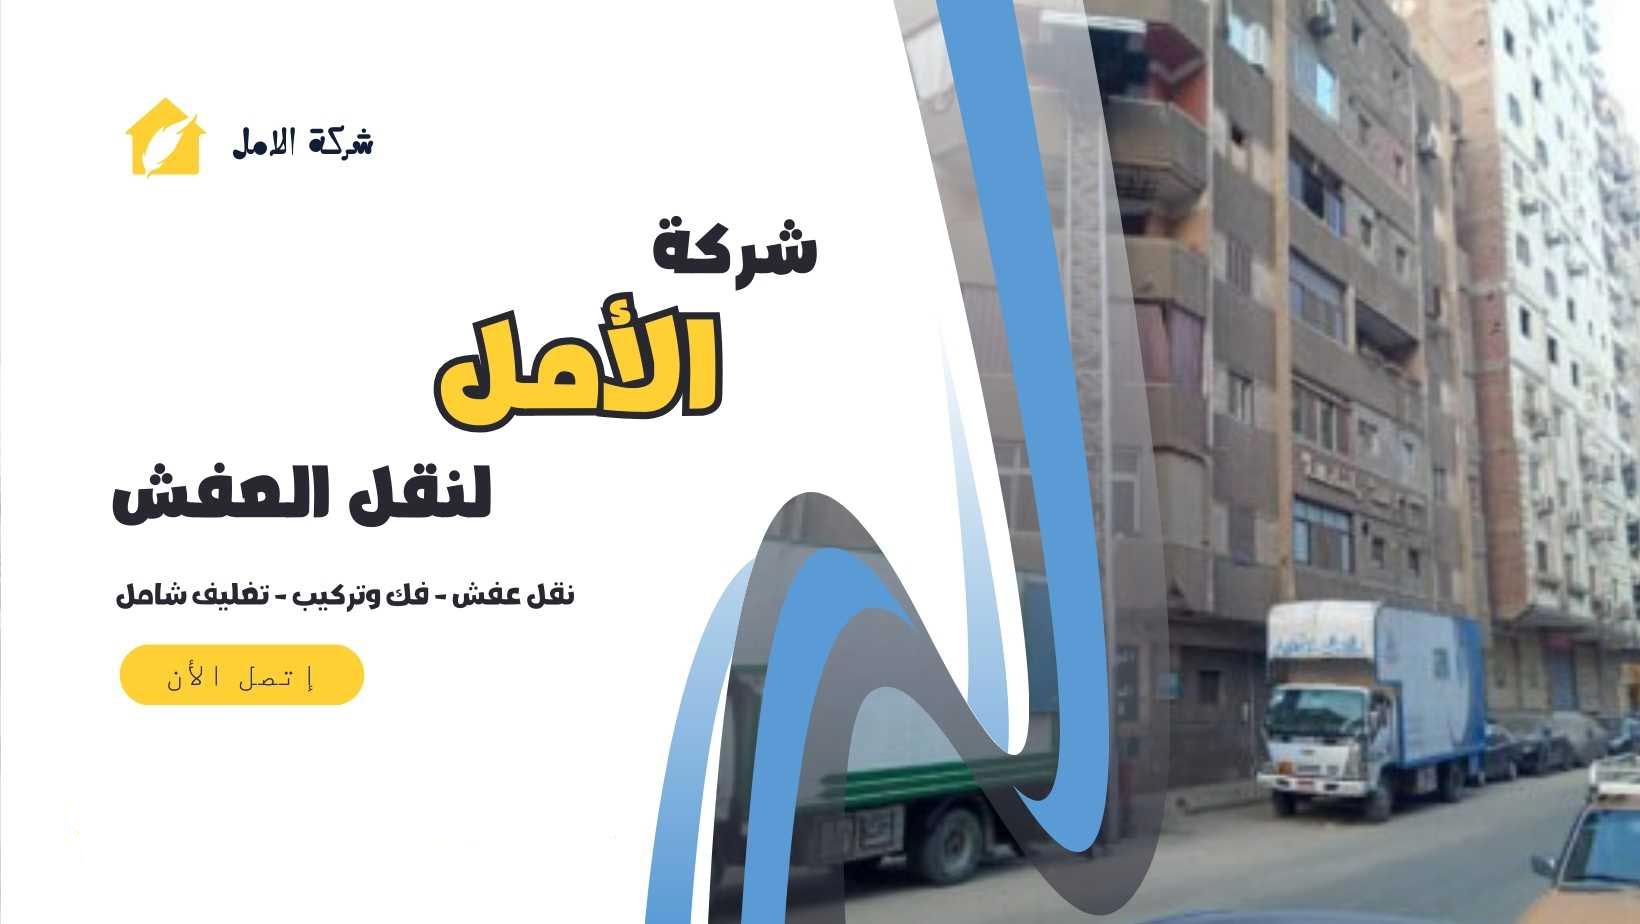 شركة الامل
شركة
الأمل
لنقل العفش
نقل عفش - فك وتركيب - تغليف شامل
إتصل الأن